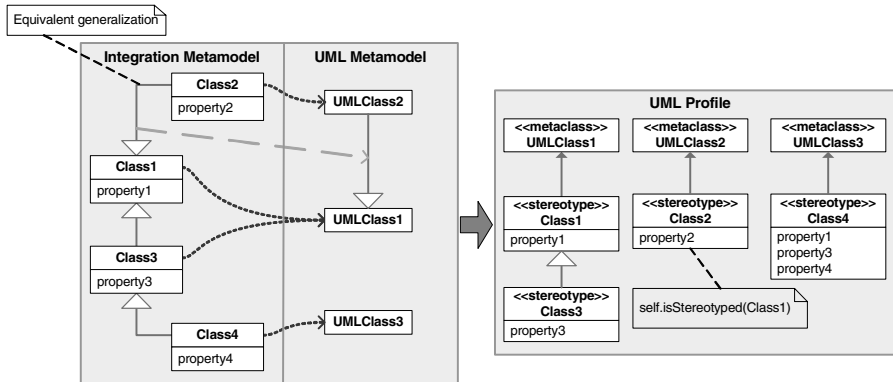 Equivalent generalization
Integration Metamodel
UML Metamodel
Class2
property2
UMLClass2
Class1
property1
UMLClass1
Class3
property3
Class4
property4
UMLClass3
UML Profile
<<metaclass>>
UMLClass1
<<metaclass>>
UMLClass2
<<metaclass>>
UMLClass3
<<stereotype>>
Class1
property1
<<stereotype>>
Class2
property2
<<stereotype>>
Class4
property1
property3
property4
<<stereotype>>
Class3
property3
self.isStereotyped(Class1)